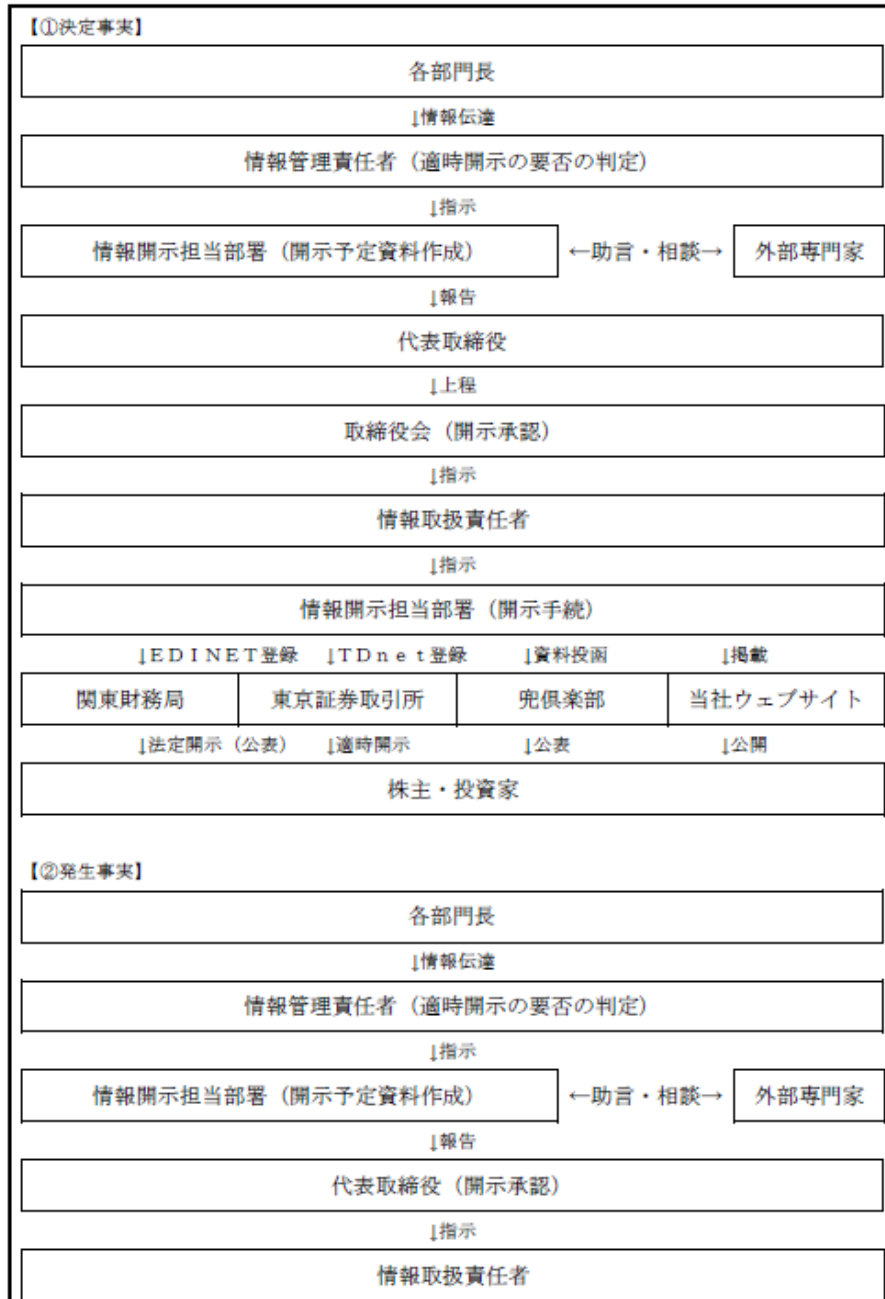 【①決定事実】
各部門長
↓情報伝達
情報管理責任者（適時開示の要否の判定）
↓指示
情報開示担当部署（開示予定資料作成） ←助言・相談→ 外部専門家
↓報告
代表取締役
↓上程
取締役会（開示承認）
↓指示
情報取扱責任者
↓指示
情報開示担当部署（開示手続）
↓ＥＤＩＮＥＴ登録 ↓ＴＤｎｅｔ登録 ↓資料投函 ↓掲載
関東財務局 東京証券取引所 兜倶楽部 当社ウェブサイト
↓法定開示（公表） ↓適時開示 ↓公表 ↓公開
株主・投資家
【②発生事実】
各部門長
↓情報伝達
情報管理責任者（適時開示の要否の判定）
↓指示
情報開示担当部署（開示予定資料作成） ←助言・相談→ 外部専門家
↓報告
代表取締役（開示承認）
↓指示
情報取扱責任者